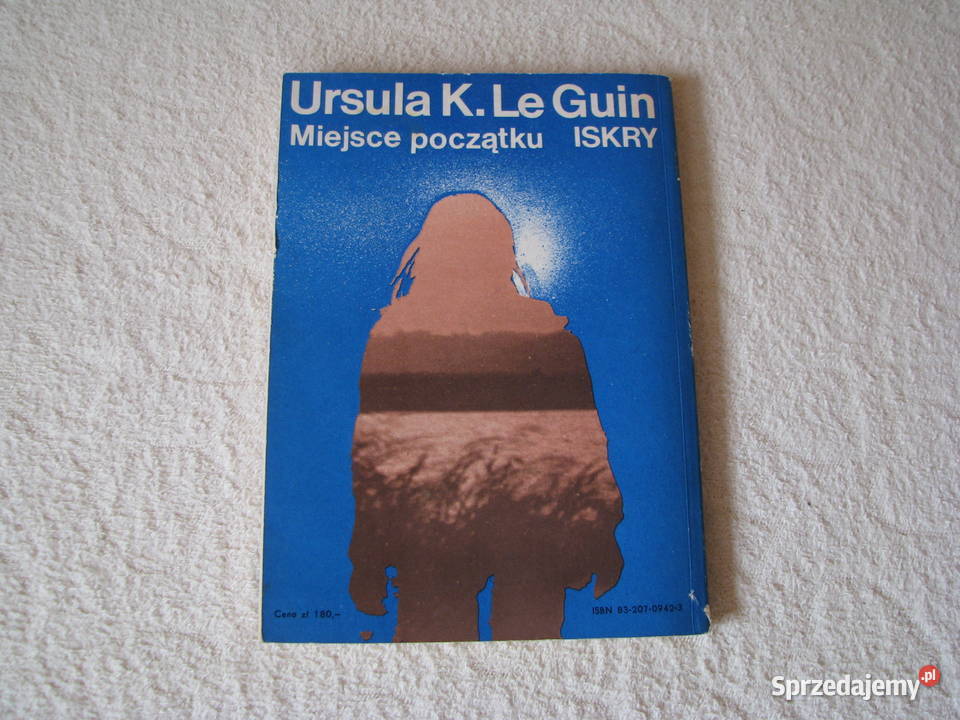 Ursula K. Le Guin
Miejsce początku ISKRY
Cena zł 180,–
ISBN 83-207-0942-3
Sprzedajemy.pl